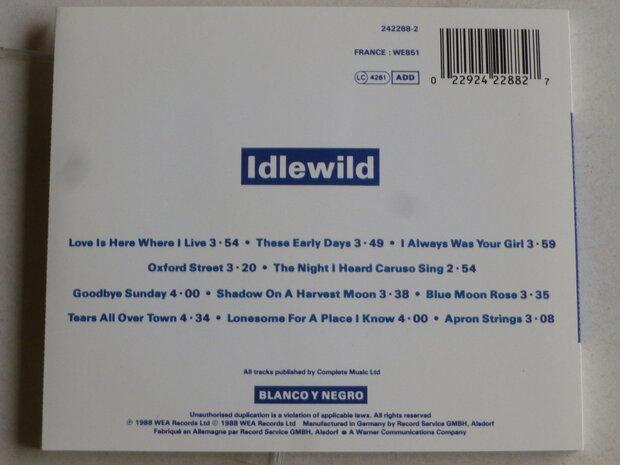 242288-2
FRANCE : WE851
LC 4281 ADD
0 22924 22882 7
Idlewild
Love Is Here Where I Live 3·54 • These Early Days 3·49 • I Always Was Your Girl 3·59
Oxford Street 3·20 • The Night I Heard Caruso Sing 2·54
Goodbye Sunday 4·00 • Shadow On A Harvest Moon 3·38 • Blue Moon Rose 3·35
Tears All Over Town 4·34 • Lonesome For A Place I Know 4·00 • Apron Strings 3·08
All tracks published by Complete Music Ltd
BLANCO Y NEGRO
Unauthorised duplication is a violation of applicable laws. All rights reserved
℗ 1988 WEA Records Ltd © 1988 WEA Records Ltd Manufactured in Germany by Record Service GMBH, Alsdorf
Fabriqué en Allemagne par Record Service GMBH, Alsdorf A Warner Communications Company